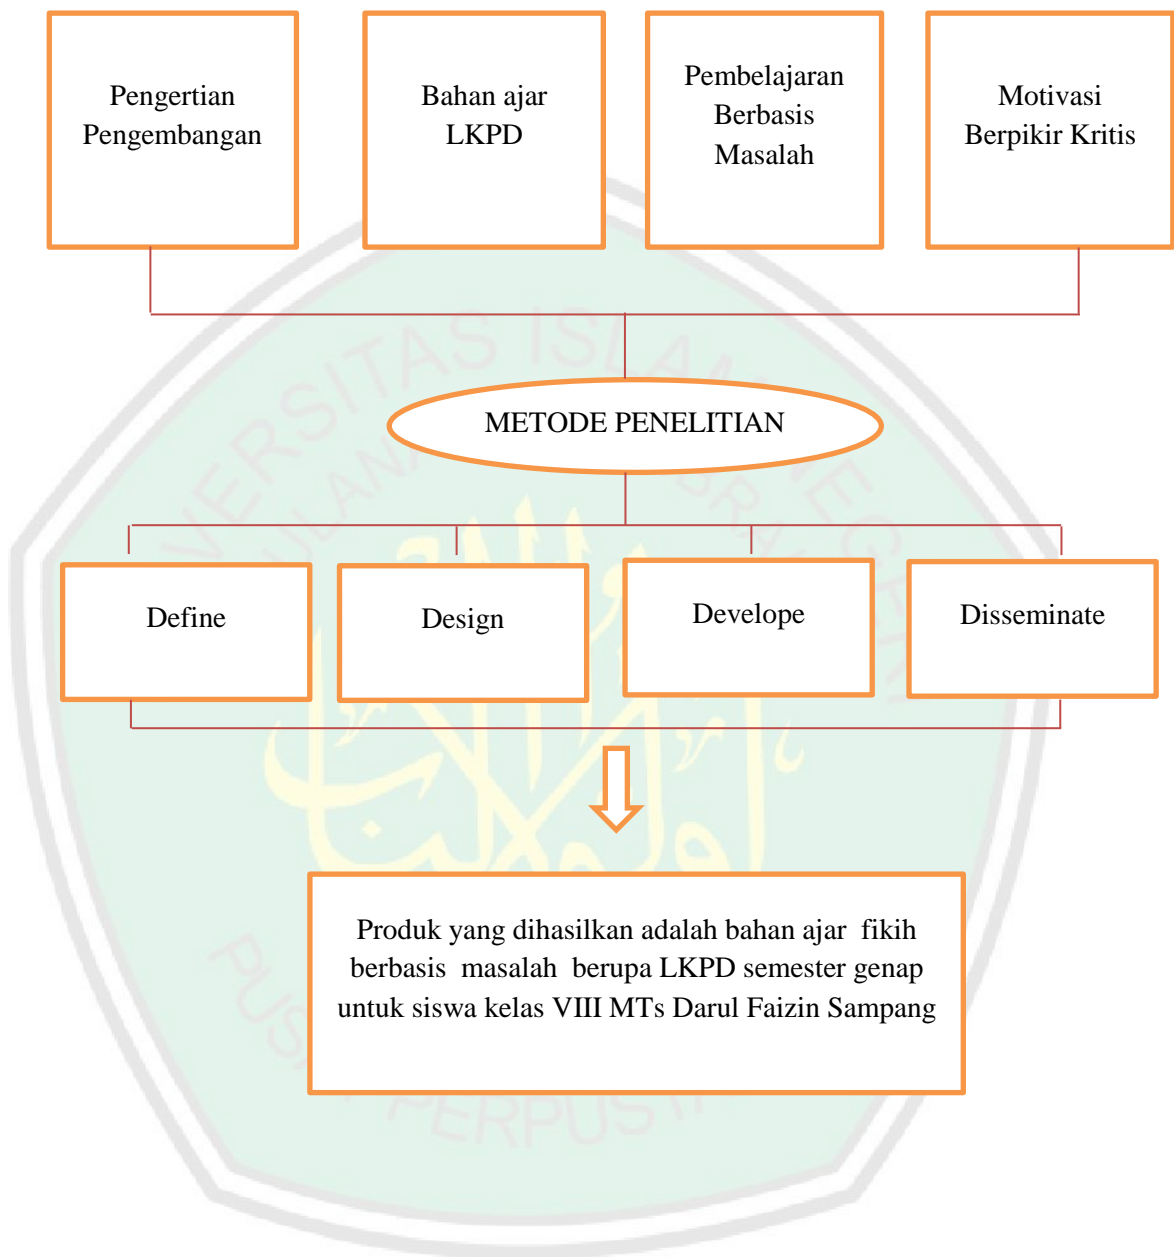 Pengertian
Pengembangan
Bahan ajar
LKPD
Pembelajaran
Berbasis
Masalah
Motivasi
Berpikir Kritis
METODE PENELITIAN
Define
Design
Develope
Disseminate
Produk yang dihasilkan adalah bahan ajar fikih
berbasis masalah berupa LKPD semester genap
untuk siswa kelas VIII MTs Darul Faizin Sampang